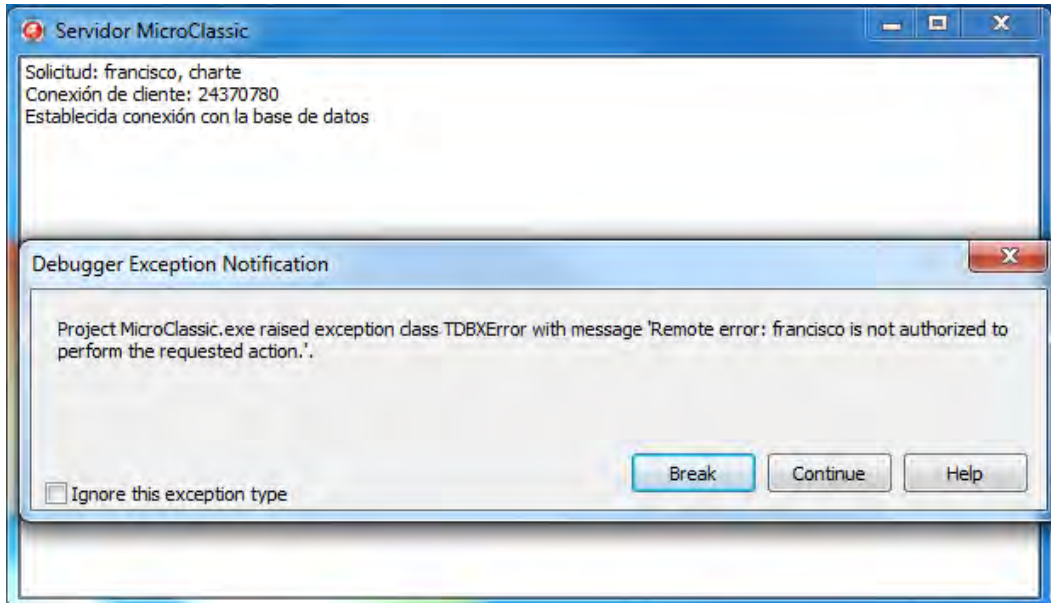 Servidor MicroClassic
Solicitud: francisco, charte
Conexión de cliente: 24370780
Establecida conexión con la base de datos
Debugger Exception Notification
Project MicroClassic.exe raised exception class TDBXError with message 'Remote error: francisco is not authorized to
perform the requested action.'.
Break Continue Help
Ignore this exception type